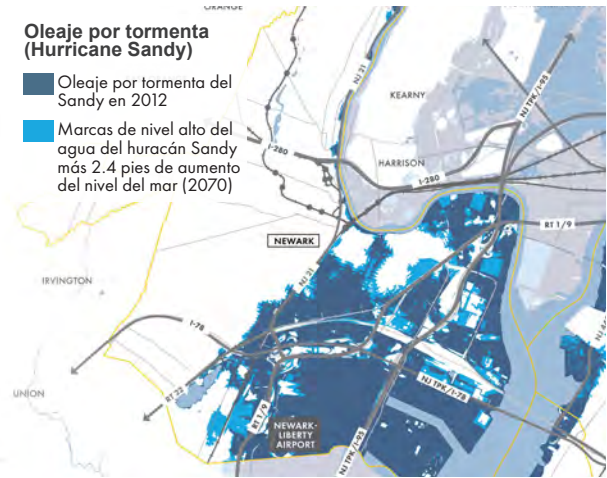 ORANGE
Oleaje por tormenta
(Hurricane Sandy)
Oleaje por tormenta del
Sandy en 2012
Marcas de nivel alto del
agua del huracán Sandy
más 2.4 pies de aumento
del nivel del mar (2070)
NJ 21
KEARNY
NJ TPK/I-95
HARRISON
I-280
I-280
RT 1/9
NEWARK
NJ 21
IRVINGTON
I-78
RT 22
UNION
RT 1/9
NEWARK-
LIBERTY
AIRPORT
NJ TPK/I-95
NJ TPK/I-78